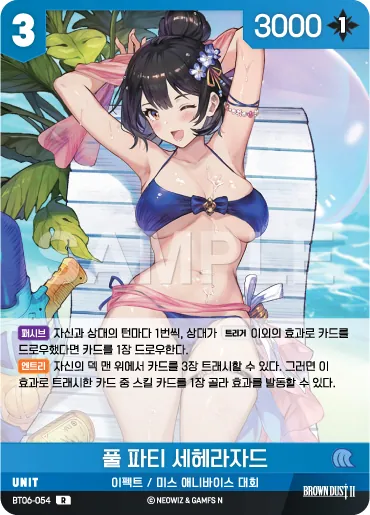 3
3000 1
SAMPLE
패시브 자신과 상대의 턴마다 1번씩, 상대가 트리거 이외의 효과로 카드를
드로우했다면 카드를 1장 드로우한다.
엔트리 자신의 덱 맨 위에서 카드를 3장 트래시할 수 있다. 그러면 이
효과로 트래시한 카드 중 스킬 카드를 1장 골라 효과를 발동할 수 있다.
풀 파티 세헤라자드
UNIT 이펙트 / 미스 애니바이스 대회
BT06-054 R ⓒ NEOWIZ & GAMFS N BROWN DUST II